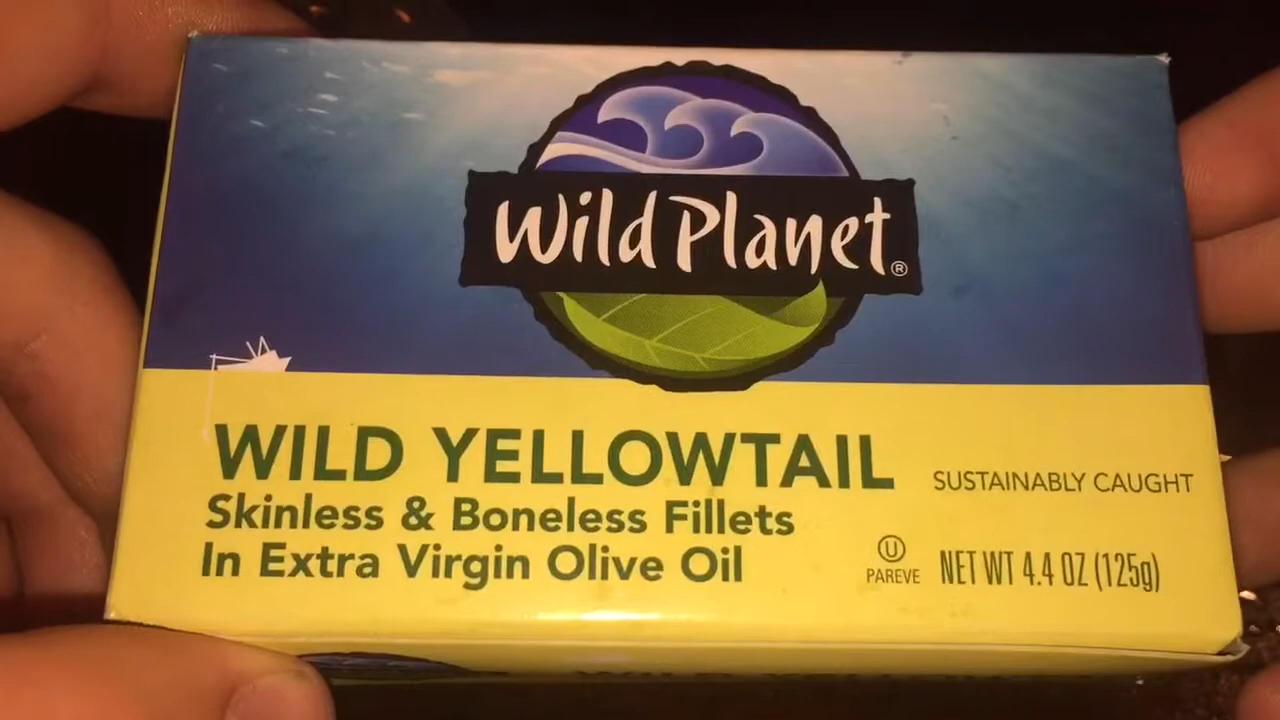 Wild Planet®
WILD YELLOWTAIL
SUSTAINABLY CAUGHT
Skinless & Boneless Fillets
In Extra Virgin Olive Oil
U
PAREVE
NET WT 4.4 OZ (125g)